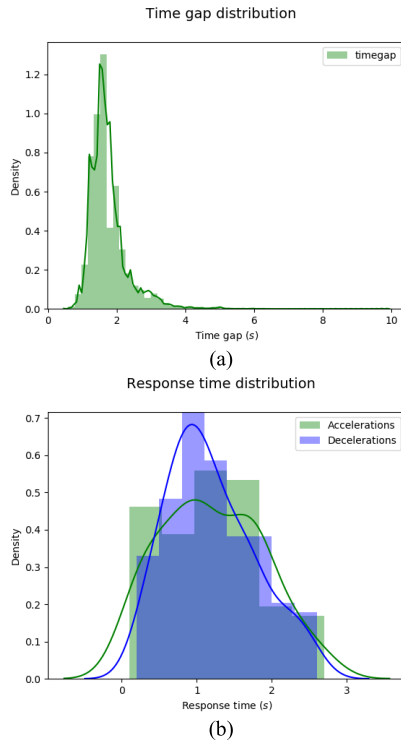 Time gap distribution
timegap
1.2
1.0
0.8
0.6
0.4
0.2
0.0
Density
0 2 4 6 8 10
Time gap (s)
(a)
Response time distribution
Accelerations
Decelerations
0.7
0.6
0.5
0.4
0.3
0.2
0.1
0.0
Density
0 1 2 3
Response time (s)
(b)